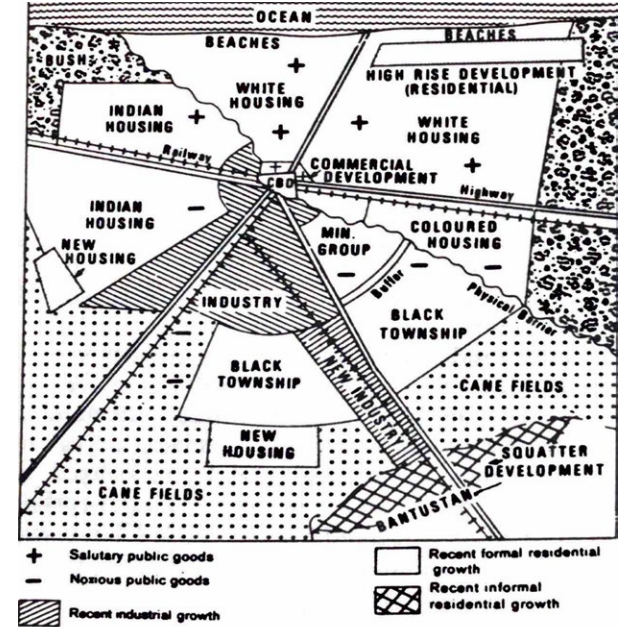 OCEAN
BEACHES
BEACHES
BUSH
HIGH RISE DEVELOPMENT
(RESIDENTIAL)
WHITE
HOUSING
INDIAN
HOUSING
WHITE
HOUSING
Railway
COMMERCIAL
DEVELOPMENT
CBD
Highway
INDIAN
HOUSING
COLOURED
HOUSING
MIN.
GROUP
NEW
HOUSING
Buffer
Physical Barrier
INDUSTRY
BLACK
TOWNSHIP
BLACK
TOWNSHIP
NEW INDUSTRY
CANE FIELDS
NEW
HOUSING
SQUATTER
DEVELOPMENT
CANE FIELDS
BANTUSTAN
+ Salutary public goods
− Noxious public goods
Recent industrial growth
Recent formal residential
growth
Recent informal
residential growth